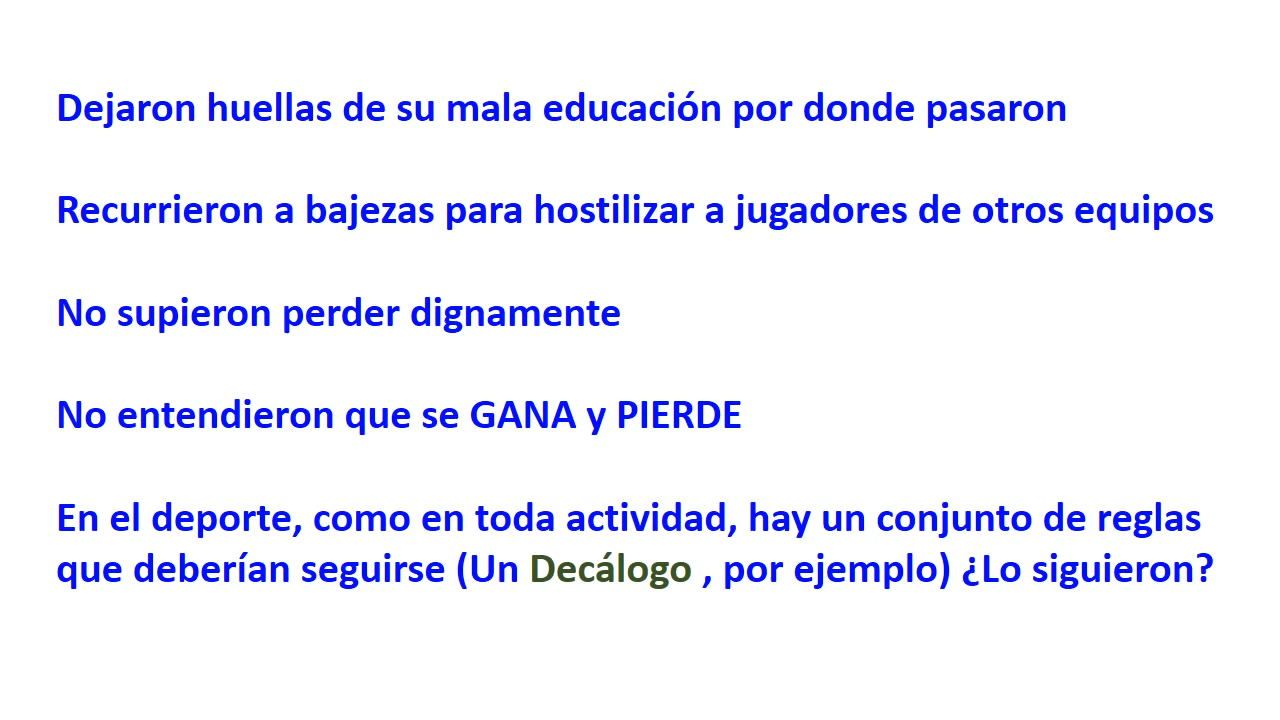 Dejaron huellas de su mala educación por donde pasaron
Recurrieron a bajezas para hostilizar a jugadores de otros equipos
No supieron perder dignamente
No entendieron que se GANA y PIERDE
En el deporte, como en toda actividad, hay un conjunto de reglas
que deberían seguirse (Un Decálogo , por ejemplo) ¿Lo siguieron?